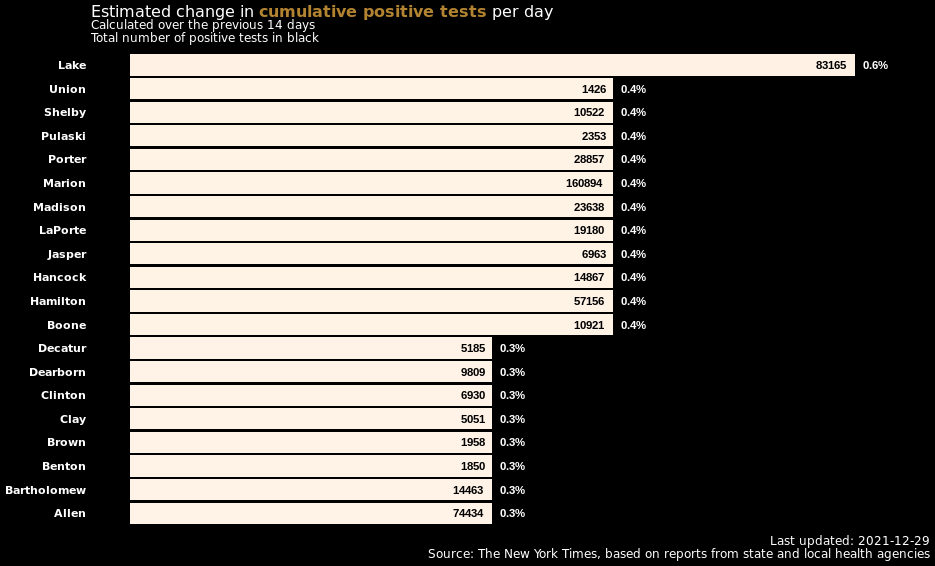 Estimated change in cumulative positive tests per day
Calculated over the previous 14 days
Total number of positive tests in black
Lake 83165 0.6%
Union 1426 0.4%
Shelby 10522 0.4%
Pulaski 2353 0.4%
Porter 28857 0.4%
Marion 160894 0.4%
Madison 23638 0.4%
LaPorte 19180 0.4%
Jasper 6963 0.4%
Hancock 14867 0.4%
Hamilton 57156 0.4%
Boone 10921 0.4%
Decatur 5185 0.3%
Dearborn 9809 0.3%
Clinton 6930 0.3%
Clay 5051 0.3%
Brown 1958 0.3%
Benton 1850 0.3%
Bartholomew 14463 0.3%
Allen 74434 0.3%
Last updated: 2021-12-29
Source: The New York Times, based on reports from state and local health agencies